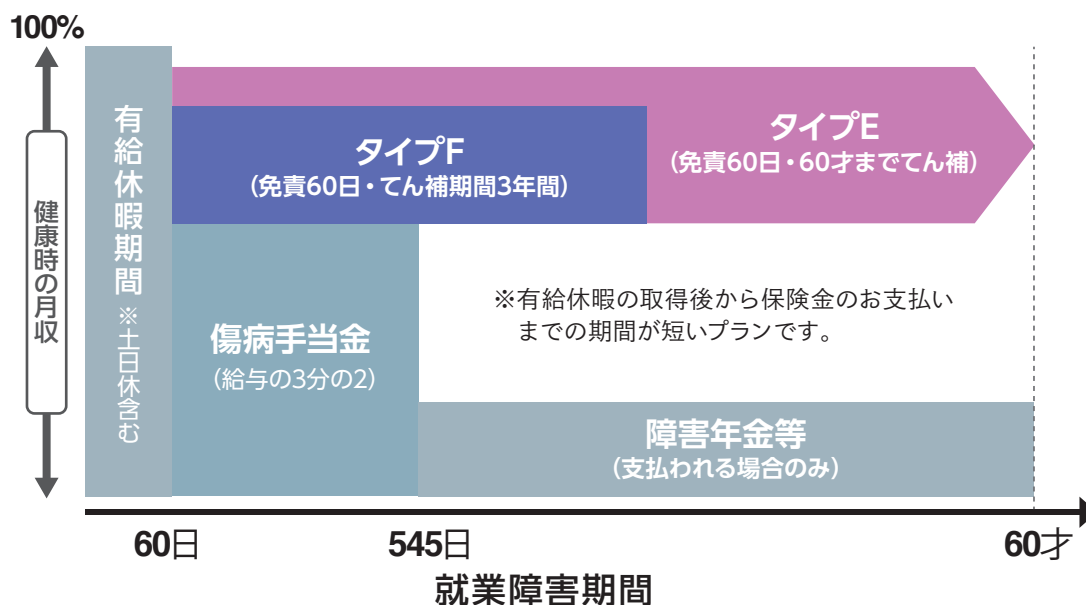 100%
健康時の月収
有給休暇期間 ※土日休含む
タイプF
（免責60日・てん補期間3年間）
タイプE
（免責60日・60才までてん補）
傷病手当金
（給与の3分の2）
※有給休暇の取得後から保険金のお支払い
までの期間が短いプランです。
障害年金等
（支払われる場合のみ）
60日
545日
60才
就業障害期間